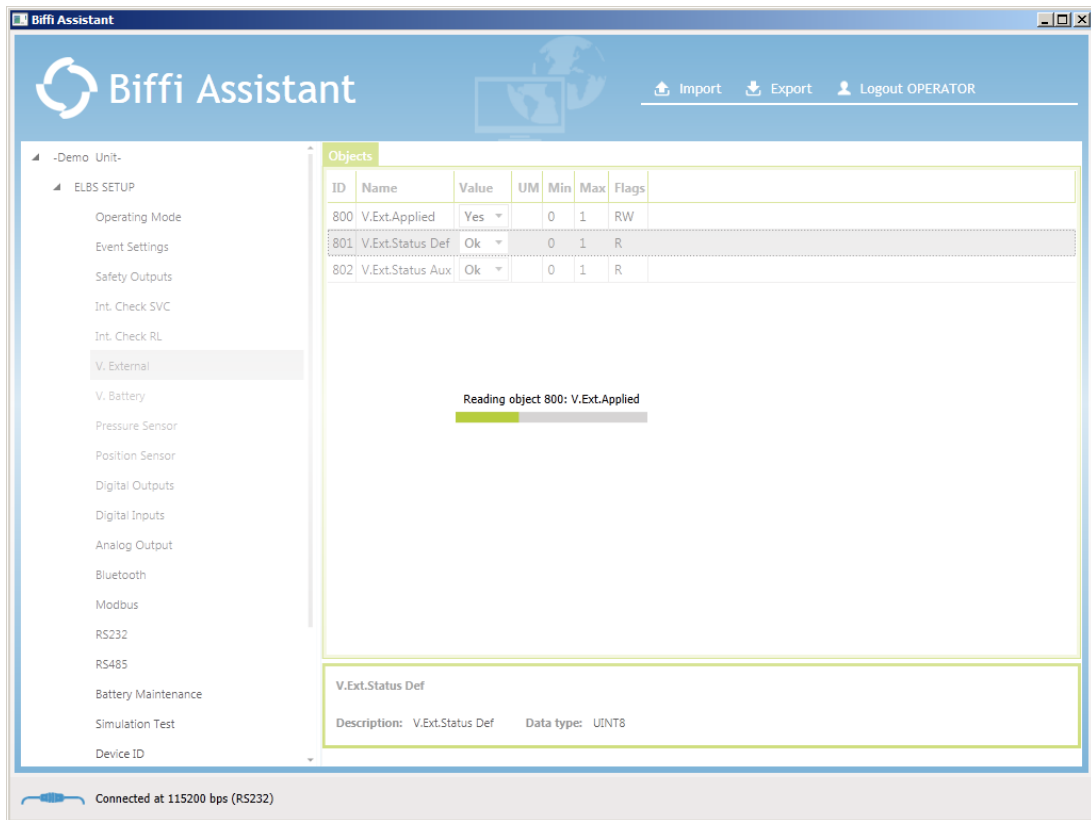 Biffi Assistant
Biffi Assistant
Import Export Logout OPERATOR
-Demo Unit-
ELBS SETUP
Operating Mode
Event Settings
Safety Outputs
Int. Check SVC
Int. Check RL
V. External
V. Battery
Pressure Sensor
Position Sensor
Digital Outputs
Digital Inputs
Analog Output
Bluetooth
Modbus
RS232
RS485
Battery Maintenance
Simulation Test
Device ID
Objects
ID Name Value UM Min Max Flags
800 V.Ext.Applied Yes 0 1 RW
801 V.Ext.Status Def Ok 0 1 R
802 V.Ext.Status Aux Ok 0 1 R
Reading object 800: V.Ext.Applied
V.Ext.Status Def
Description: V.Ext.Status Def Data type: UINT8
Connected at 115200 bps (RS232)